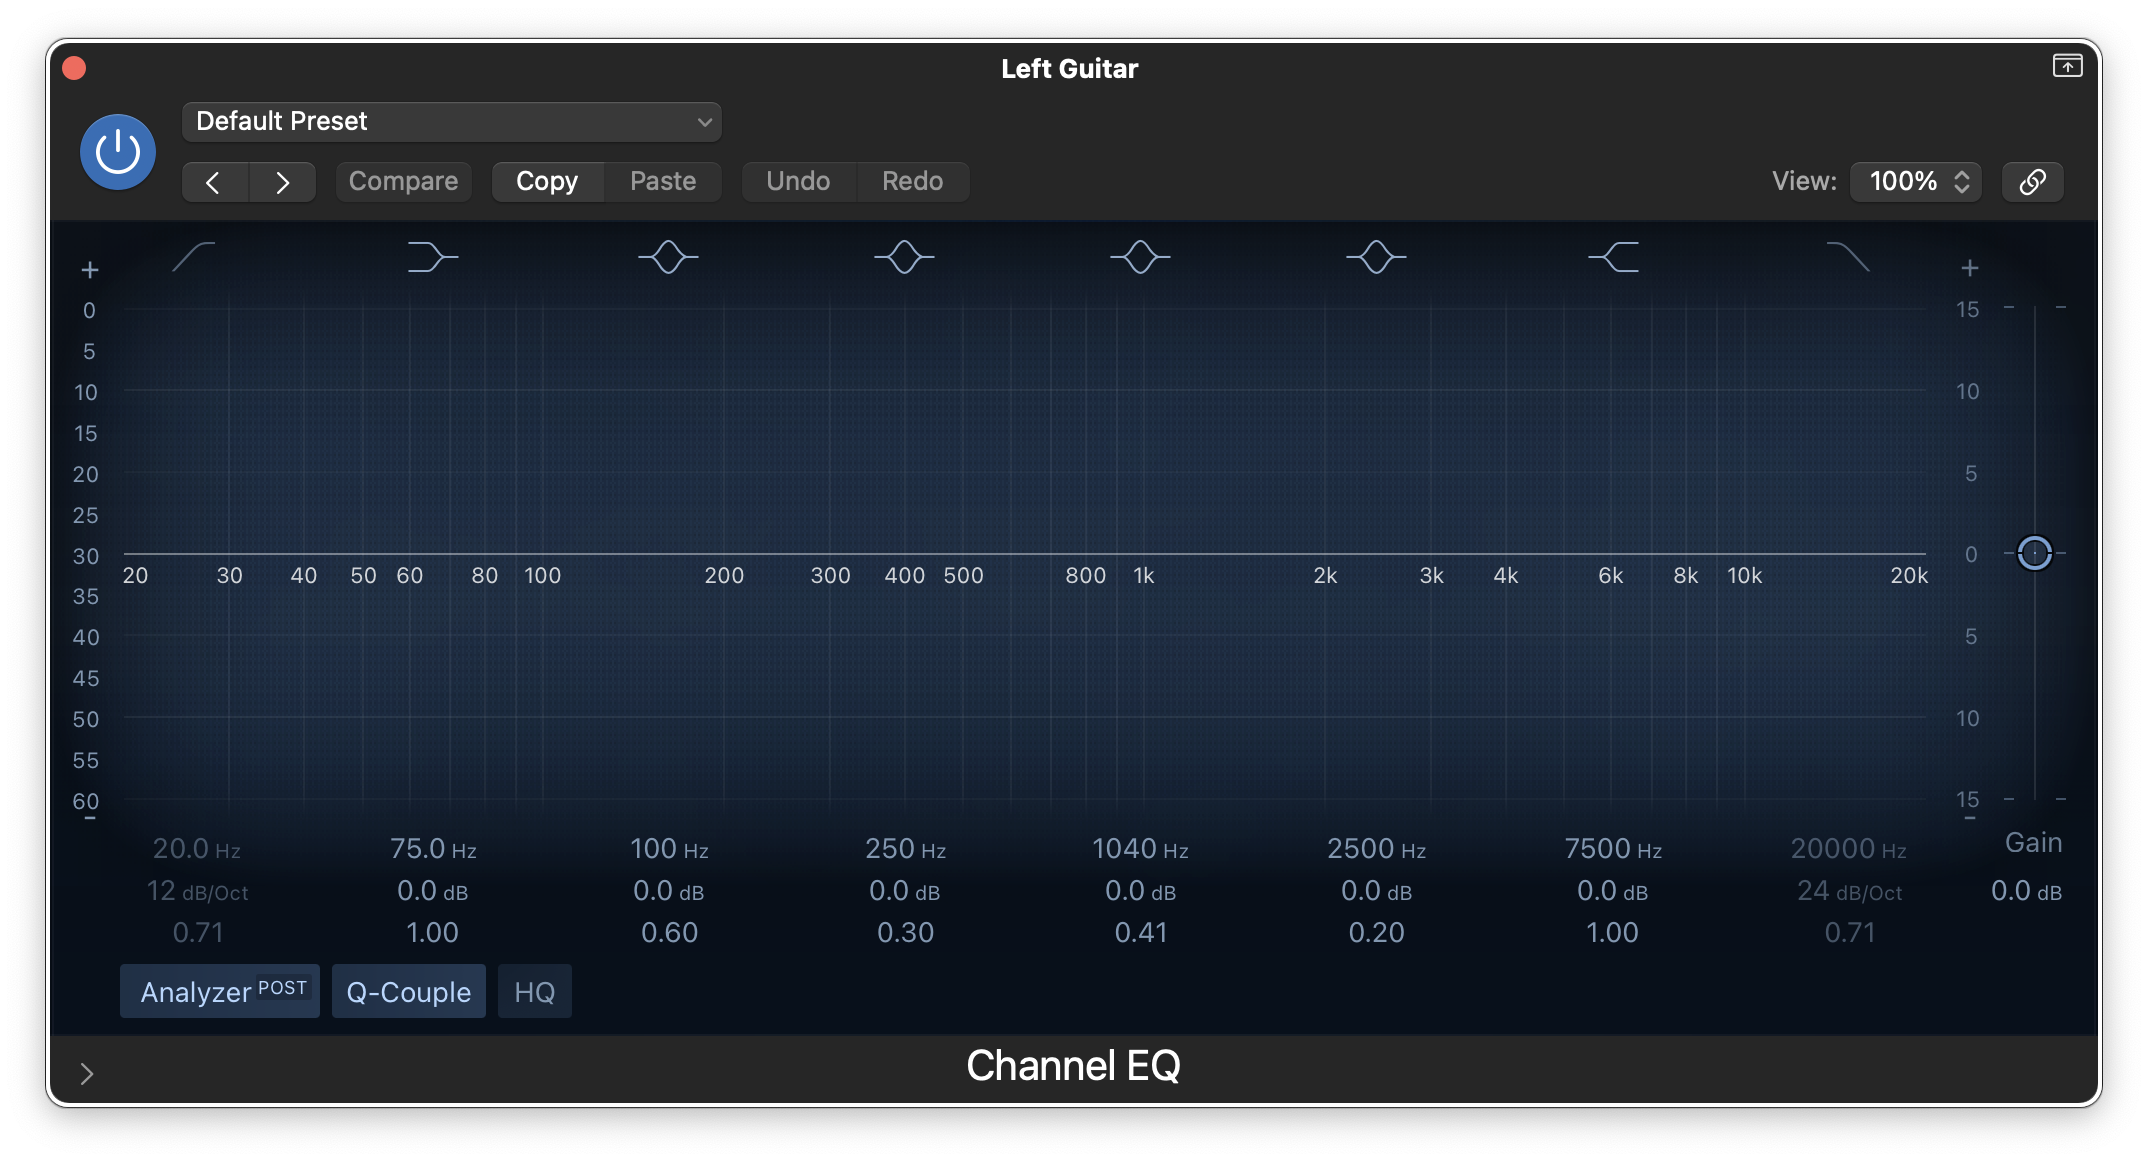 Left Guitar
Default Preset
Compare Copy Paste Undo Redo View: 100%
+ +
0 15
5
10 10
15
20 5
25
30 0
20 30 40 50 60 80 100 200 300 400 500 800 1k 2k 3k 4k 6k 8k 10k 20k
35
40 5
45
50 10
55
60 15
- -
Gain
20.0 Hz 75.0 Hz 100 Hz 250 Hz 1040 Hz 2500 Hz 7500 Hz 20000 Hz
12 dB/Oct 0.0 dB 0.0 dB 0.0 dB 0.0 dB 0.0 dB 0.0 dB 24 dB/Oct 0.0 dB
0.71 1.00 0.60 0.30 0.41 0.20 1.00 0.71
Analyzer POST Q-Couple HQ
Channel EQ